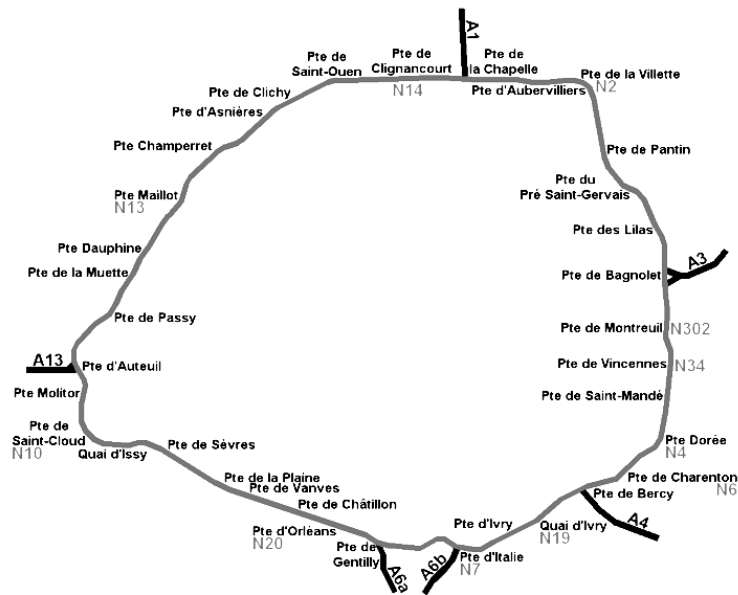 A1
Pte de
Saint-Ouen
Pte de
Clignancourt
N14
Pte de
la Chapelle
Pte d'Aubervilliers
Pte de la Villette
N2
Pte de Clichy
Pte d'Asnières
Pte Champerret
Pte de Pantin
Pte du
Pré Saint-Gervais
Pte Maillot
N13
Pte des Lilas
Pte Dauphine
Pte de la Muette
Pte de Bagnolet
A3
Pte de Passy
Pte de Montreuil
N302
A13
Pte d'Auteuil
Pte de Vincennes
N34
Pte Molitor
Pte de Saint-Mandé
Pte de
Saint-Cloud
N10
Quai d'Issy
Pte de Sèvres
Pte Dorée
N4
Pte de la Plaine
Pte de Vanves
Pte de Châtillon
Pte de Charenton
N6
Pte de Bercy
A4
Pte d'Orléans
N20
Pte de
Gentilly
A6a
A6b
Pte d'Ivry
Pte d'Italie
N7
Quai d'Ivry
N19